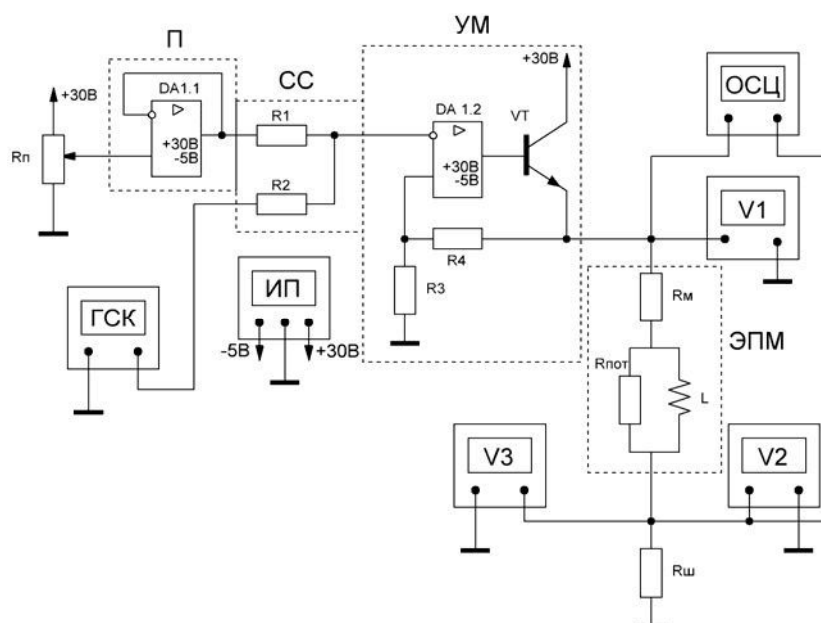 П
СС
УМ
+30В
Rп
DA1.1
+30В
-5В
R1
R2
DA 1.2
+30В
-5В
VT
+30В
R4
R3
ОСЦ
V1
ГСК
ИП
-5В
+30В
Rм
ЭПМ
Rпот
L
V3
V2
Rш